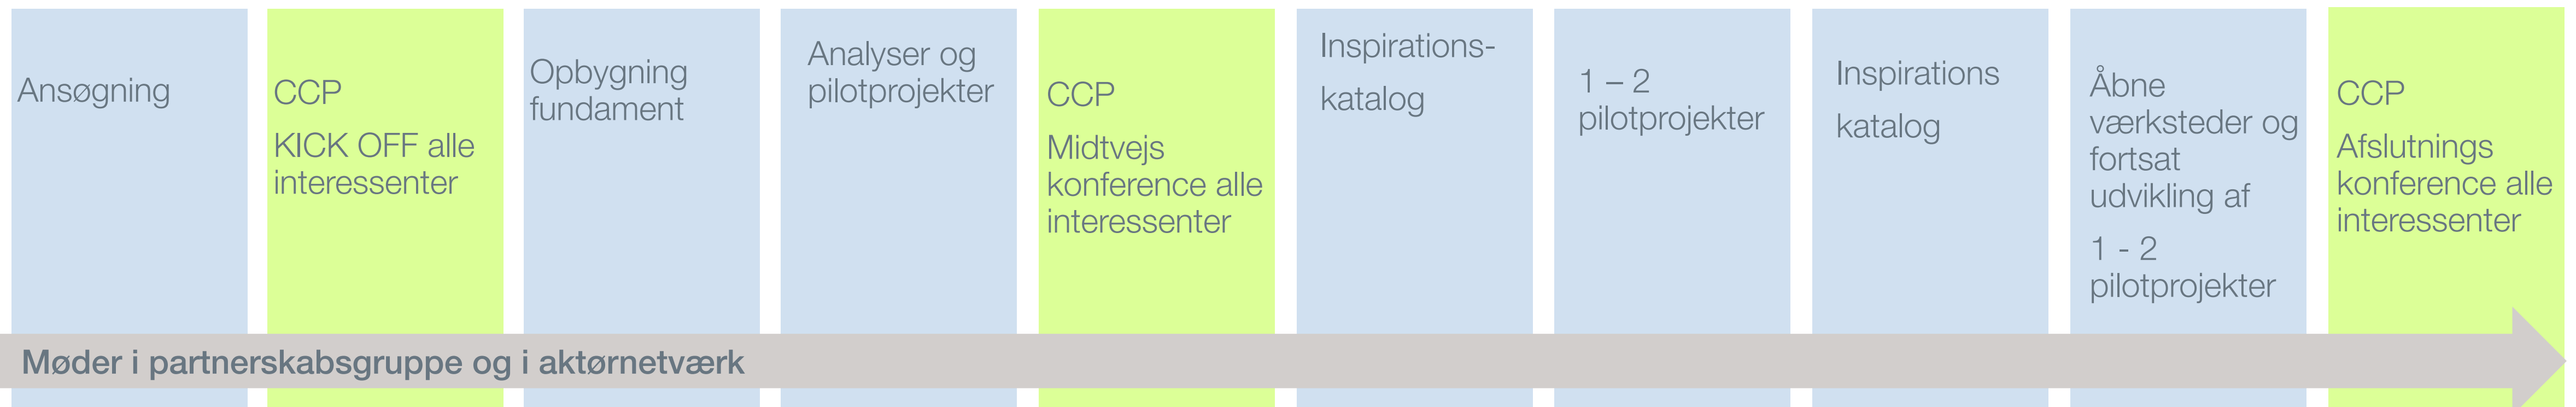 Ansøgning
CCP
KICK OFF alle
interessenter
Opbygning
fundament
Analyser og
pilotprojekter
CCP
Midtvejs
konference alle
interessenter
Inspirations-
katalog
1 – 2
pilotprojekter
Inspirations
katalog
Åbne
værksteder og
fortsat
udvikling af
1 - 2
pilotprojekter
CCP
Afslutnings
konference alle
interessenter
Møder i partnerskabsgruppe og i aktørnetværk